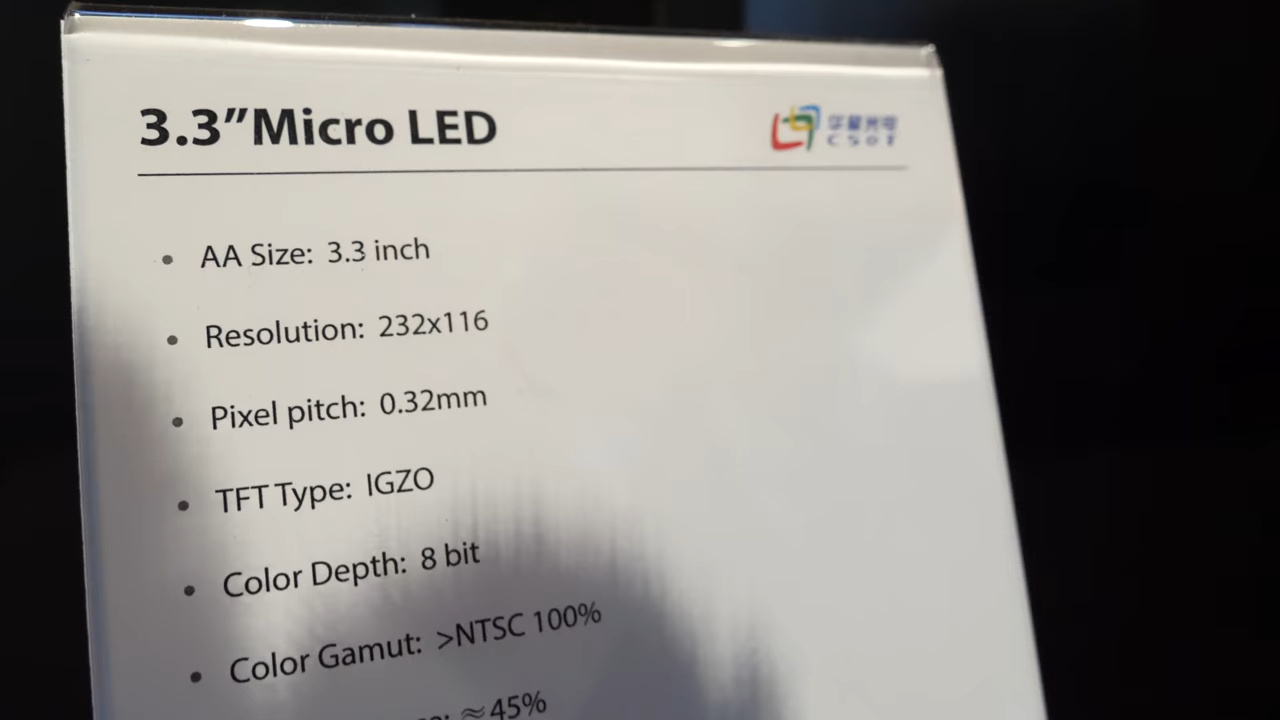 3.3”Micro LED
华星光电
CSOT
• AA Size: 3.3 inch
• Resolution: 232x116
• Pixel pitch: 0.32mm
• TFT Type: IGZO
• Color Depth: 8 bit
• Color Gamut: >NTSC 100%
≈45%